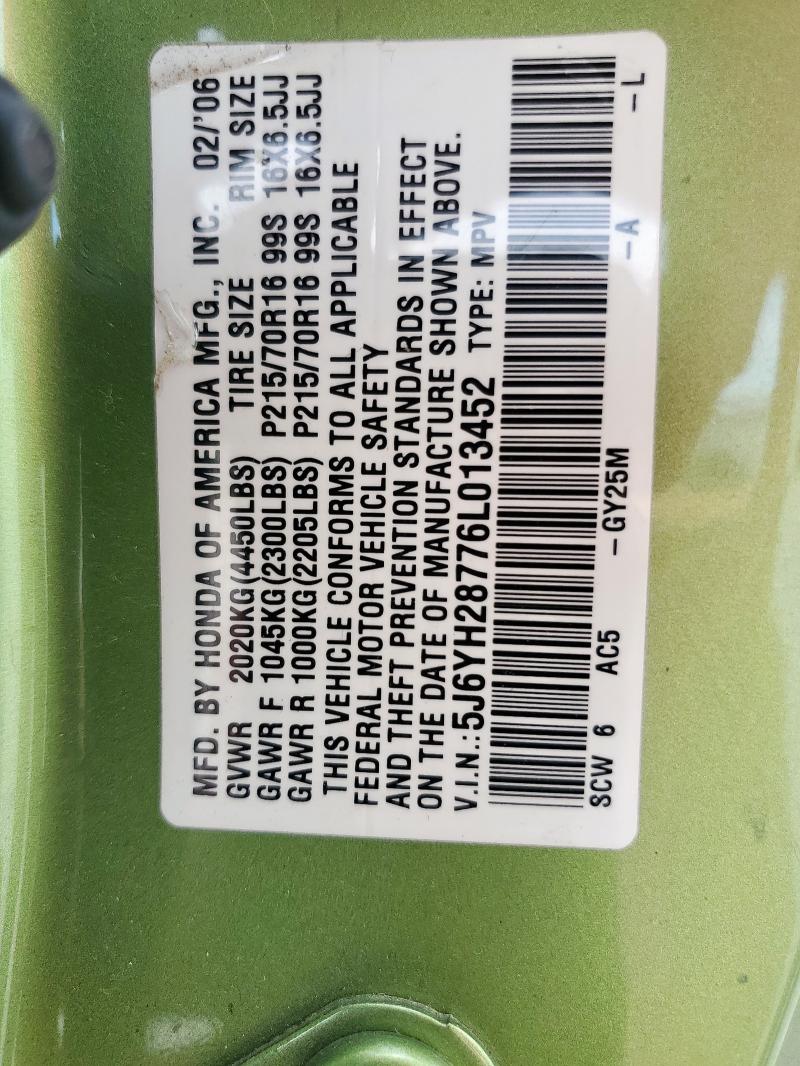 MFD. BY HONDA OF AMERICA MFG., INC. 02/'06
GVWR 2020KG(4450LBS) TIRE SIZE RIM SIZE
GAWR F 1045KG(2300LBS) P215/70R16 99S 16X6.5JJ
GAWR R 1000KG(2205LBS) P215/70R16 99S 16X6.5JJ
THIS VEHICLE CONFORMS TO ALL APPLICABLE
FEDERAL MOTOR VEHICLE SAFETY
AND THEFT PREVENTION STANDARDS IN EFFECT
ON THE DATE OF MANUFACTURE SHOWN ABOVE.
V.I.N.:5J6YH28776L013452 TYPE: MPV
SCW 6 AC5 -GY25M -A -L